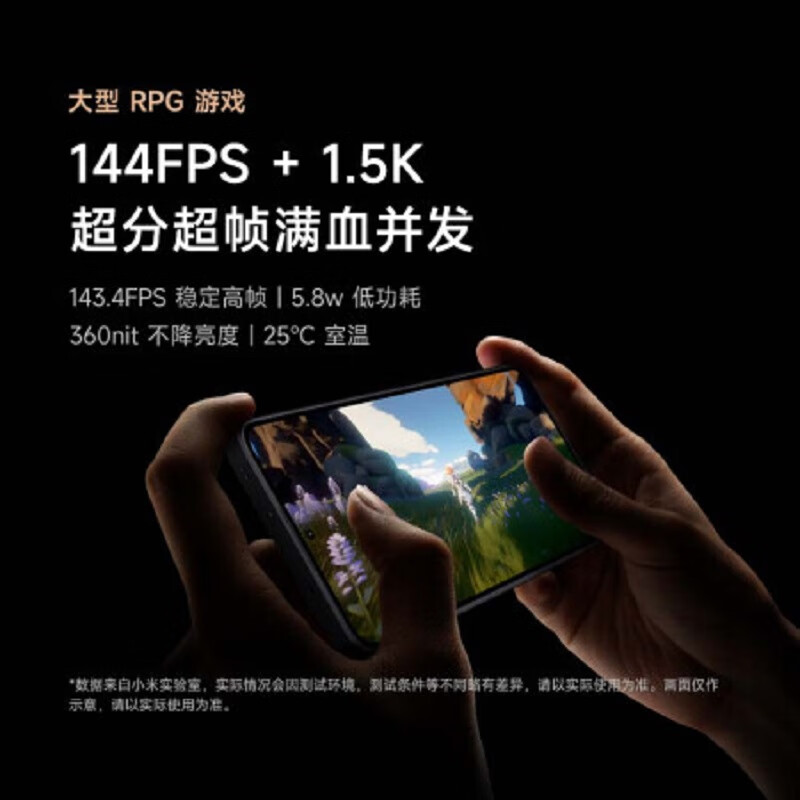 大型 RPG 游戏
144FPS + 1.5K
超分超帧满血并发
143.4FPS 稳定高帧 | 5.8w 低功耗
360nit 不降亮度 | 25℃ 室温
*数据来自小米实验室，实际情况会因测试环境，测试条件等不同略有差异，请以实际使用为准。画面仅作
示意，请以实际使用为准。